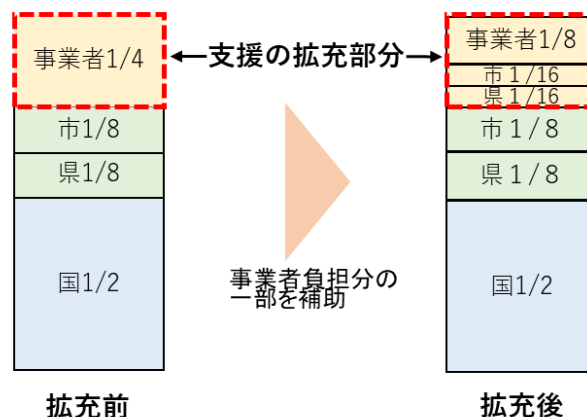 事業者1/4
市1/8
県1/8
国1/2
拡充前
支援の拡充部分
事業者負担分の
一部を補助
事業者1/8
市1/16
県1/16
市1/8
県1/8
国1/2
拡充後